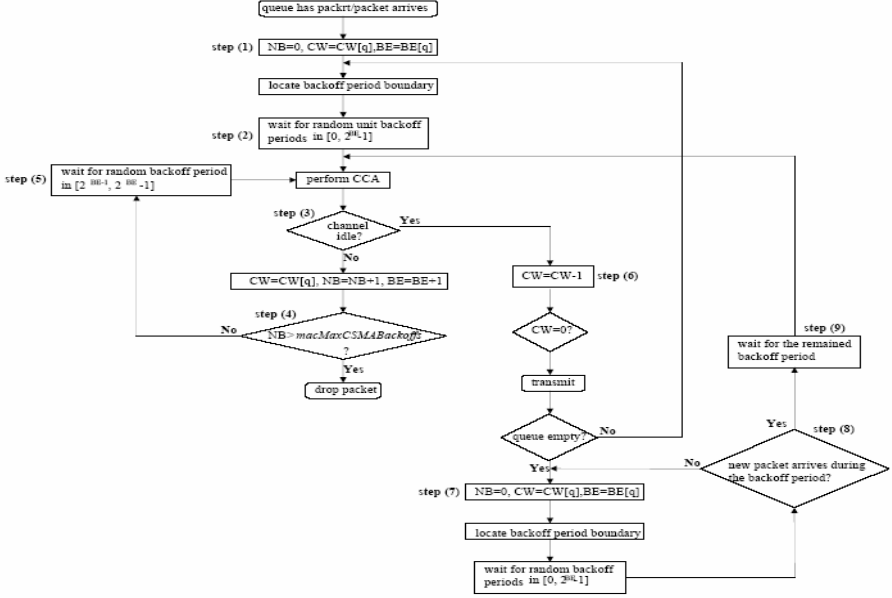 queue has packrt/packet arrives
step (1)
NB=0, CW=CW[q],BE=BE[q]
locate backoff period boundary
step (2)
wait for random unit backoff
periods in [0, 2^BE-1]
step (5)
wait for random backoff period
in [2 BE-1, 2 BE -1]
perform CCA
step (3)
channel
idle?
Yes
No
CW=CW[q], NB=NB+1, BE=BE+1
step (4)
NB>macMaxCSMABackoffs
?
No
Yes
drop packet
CW=CW-1
step (6)
CW=0?
transmit
queue empty?
No
Yes
step (7)
NB=0, CW=CW[q],BE=BE[q]
locate backoff period boundary
wait for random backoff
periods in [0, 2^BE-1]
step (9)
wait for the remained
backoff period
Yes
step (8)
No
new packet arrives during
the backoff period?